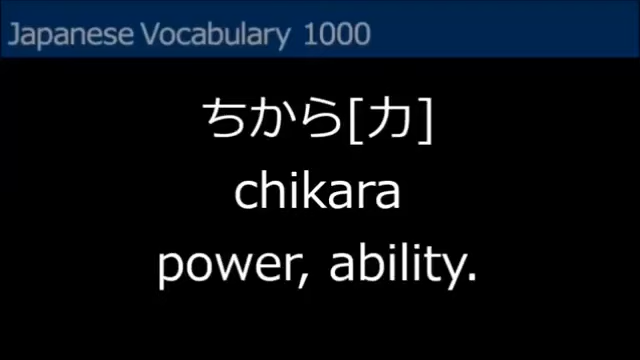 Japanese Vocabulary 1000
ちから[力]
chikara
power, ability.